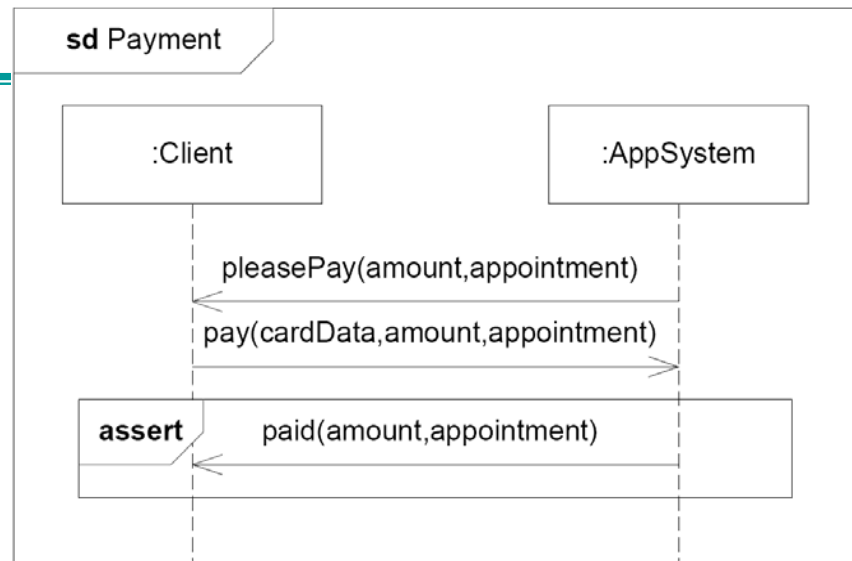 sd Payment
:Client
:AppSystem
pleasePay(amount,appointment)
pay(cardData,amount,appointment)
assert
paid(amount,appointment)